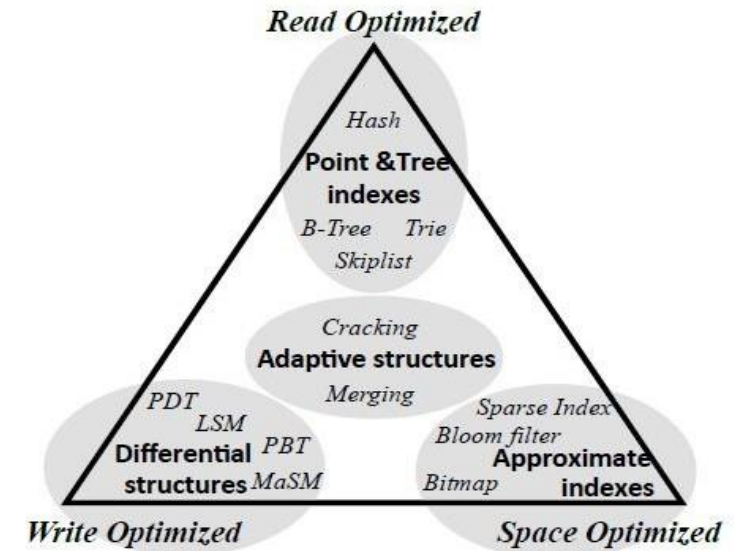 Read Optimized
Hash
Point &Tree
indexes
B-Tree Trie
Skiplist
Cracking
Adaptive structures
Merging
PDT
LSM
Differential PBT
structures MaSM
Sparse Index
Bloom filter
Approximate
Bitmap indexes
Write Optimized
Space Optimized